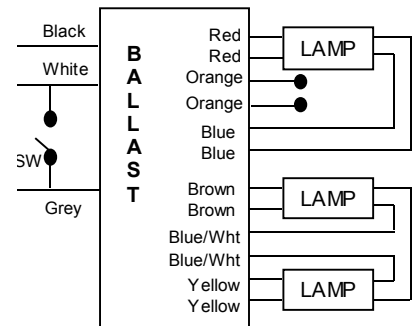 Black
White
SW
Grey
BALLAST
Red
Red
Orange
Orange
Blue
Blue
Brown
Brown
Blue/Wht
Blue/Wht
Yellow
Yellow
LAMP
LAMP
LAMP